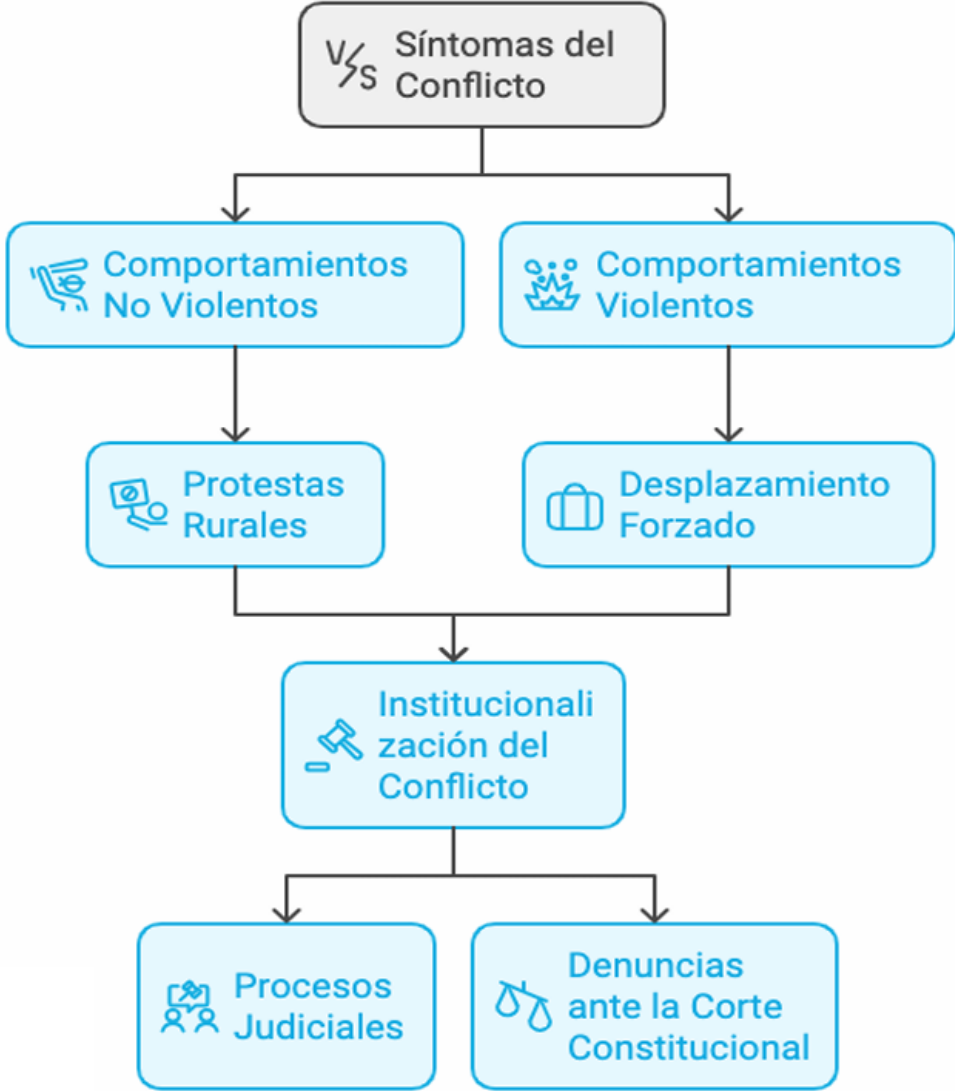 V/S
Síntomas del
Conflicto
Comportamientos
No Violentos
Comportamientos
Violentos
Protestas
Rurales
Desplazamiento
Forzado
Institucionali
zación del
Conflicto
Procesos
Judiciales
Denuncias
ante la Corte
Constitucional